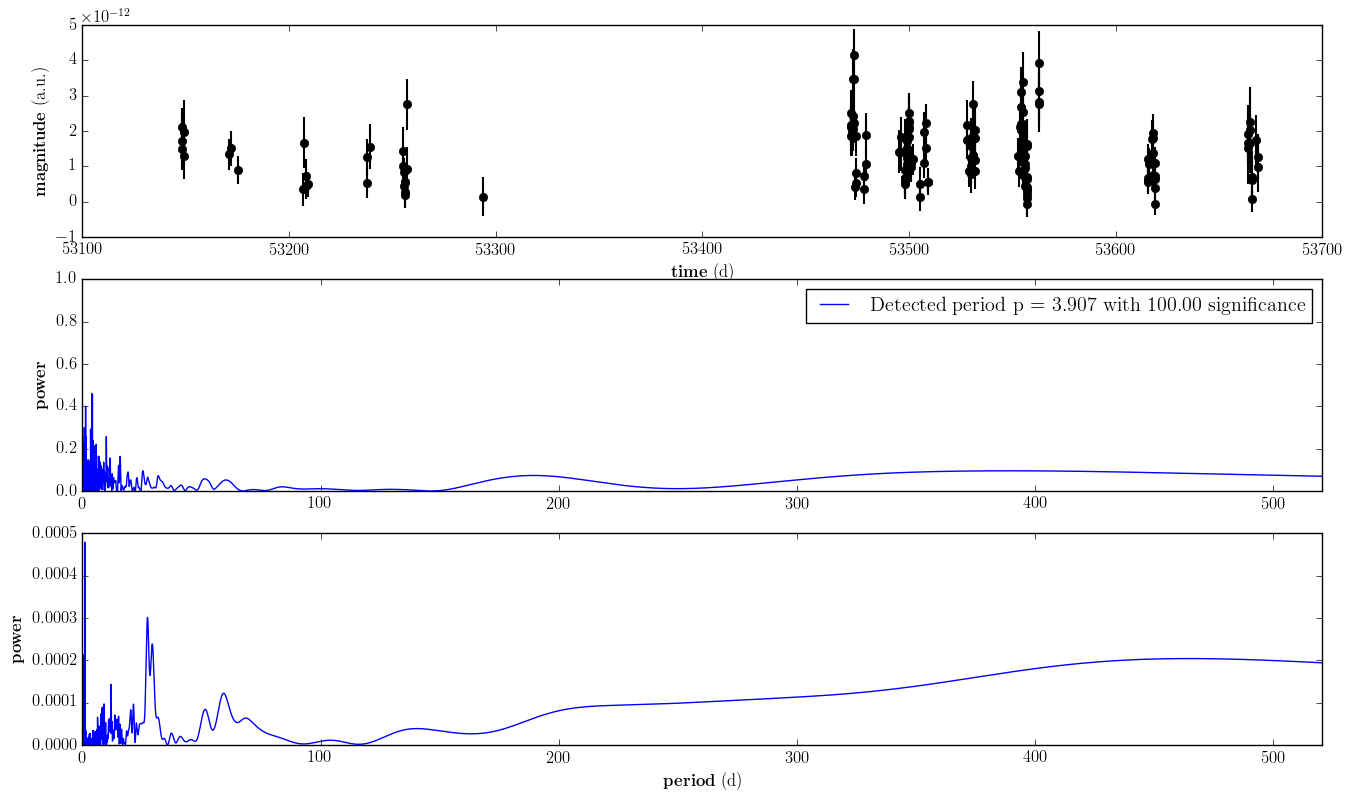 ×10⁻¹²
5
4
3
2
1
0
−1
magnitude (a.u.)
53100 53200 53300 53400 53500 53600 53700
time (d)
1.0
0.8
0.6
0.4
0.2
0.0
power
Detected period p = 3.907 with 100.00 significance
0 100 200 300 400 500
0.0005
0.0004
0.0003
0.0002
0.0001
0.0000
power
0 100 200 300 400 500
period (d)